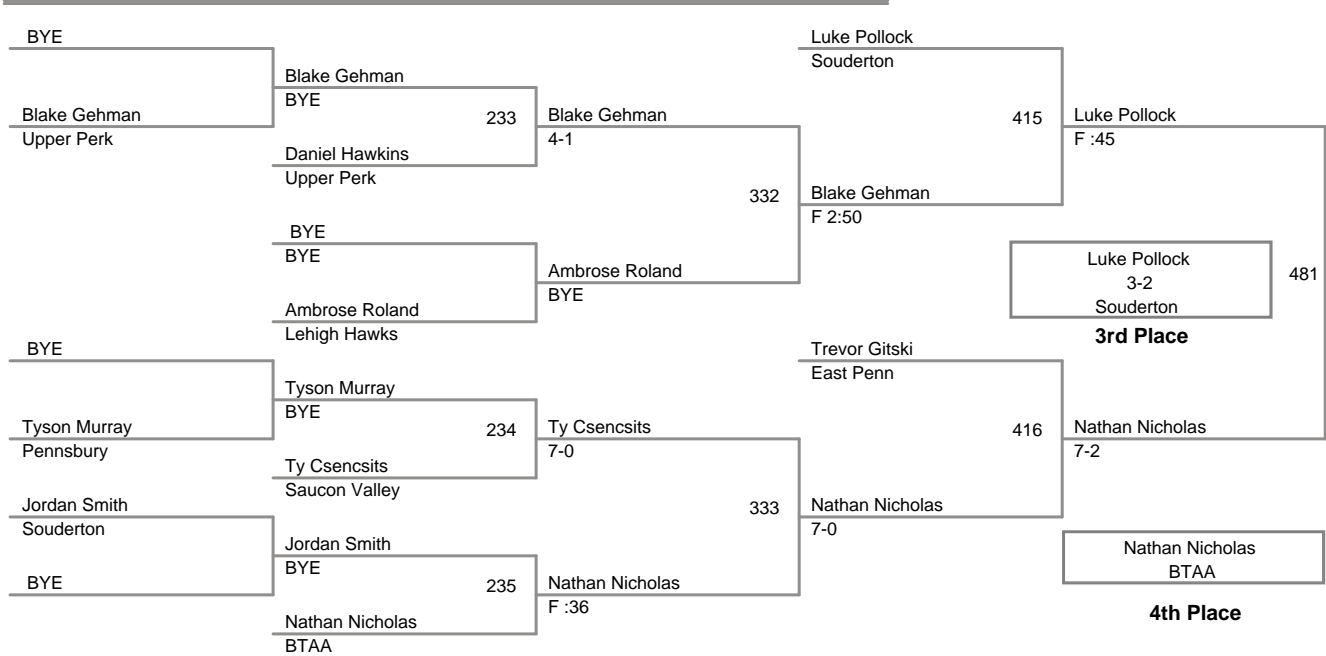 BYE
Blake Gehman
Upper Perk
BYE
Tyson Murray
Pennsbury
Jordan Smith
Souderton
BYE
Blake Gehman
BYE
233
Daniel Hawkins
Upper Perk
BYE
BYE
Ambrose Roland
Lehigh Hawks
Tyson Murray
BYE
234
Ty Csencsits
Saucon Valley
Jordan Smith
BYE
235
Nathan Nicholas
BTAA
Blake Gehman
4-1
332
Ambrose Roland
BYE
Ty Csencsits
7-0
333
Nathan Nicholas
F :36
Luke Pollock
Souderton
415
Blake Gehman
F 2:50
Trevor Gitski
East Penn
416
Nathan Nicholas
7-0
Luke Pollock
F :45
481
Nathan Nicholas
7-2
Luke Pollock
3-2
Souderton
3rd Place
Nathan Nicholas
BTAA
4th Place